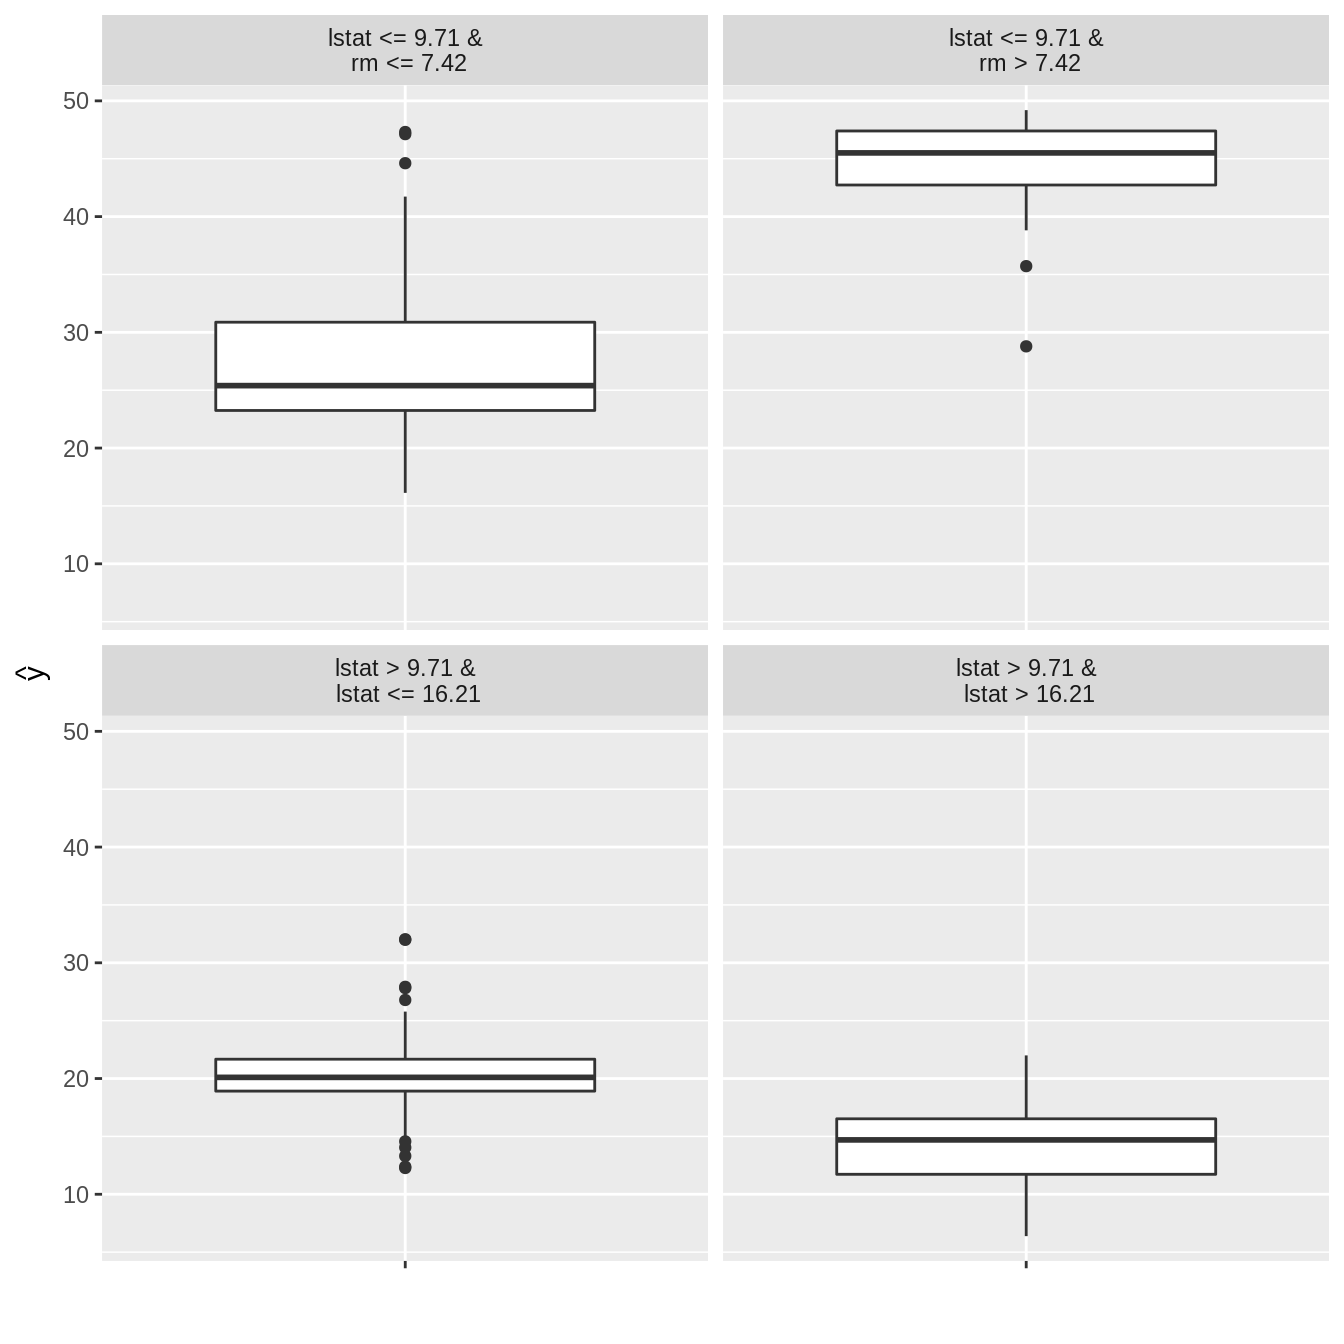 lstat <= 9.71 &
rm <= 7.42
lstat <= 9.71 &
rm > 7.42
50
40
30
20
10
ŷ
lstat > 9.71 &
lstat <= 16.21
lstat > 9.71 &
lstat > 16.21
50
40
30
20
10